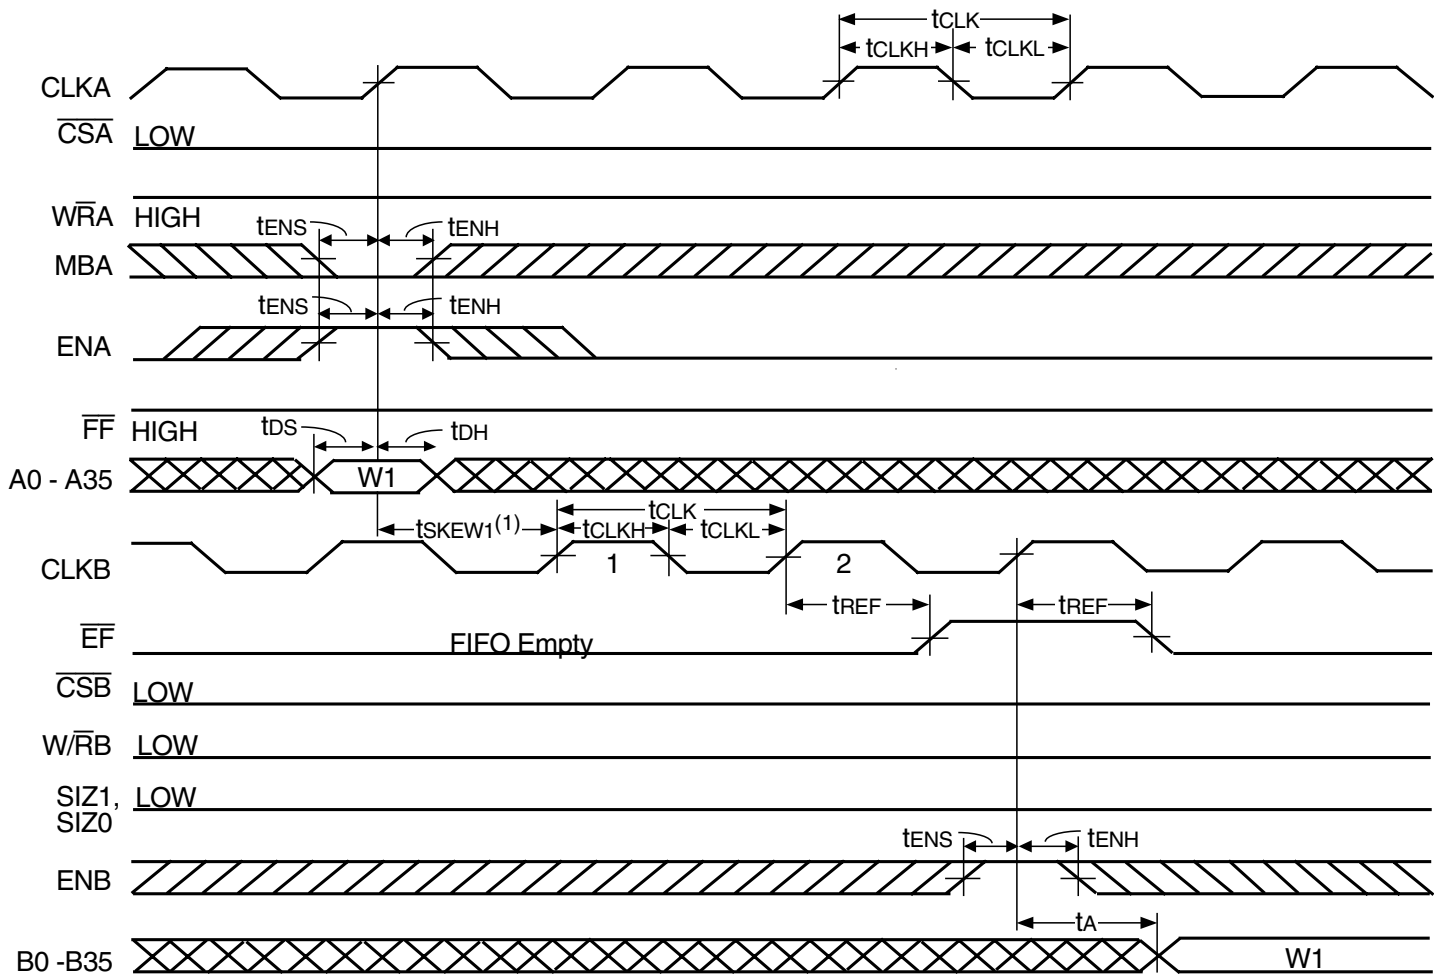 tCLK
tCLKH tCLKL
CLKA
CSA LOW
WRA HIGH
tENS tENH
MBA
tENS tENH
ENA
FF HIGH
tDS tDH
A0 - A35 W1
tCLK
tSKEW1(1) tCLKH tCLKL
CLKB 1 2
tREF tREF
EF FIFO Empty
CSB LOW
W/RB LOW
SIZ1, LOW
SIZ0
tENS tENH
ENB
tA
B0 -B35 W1